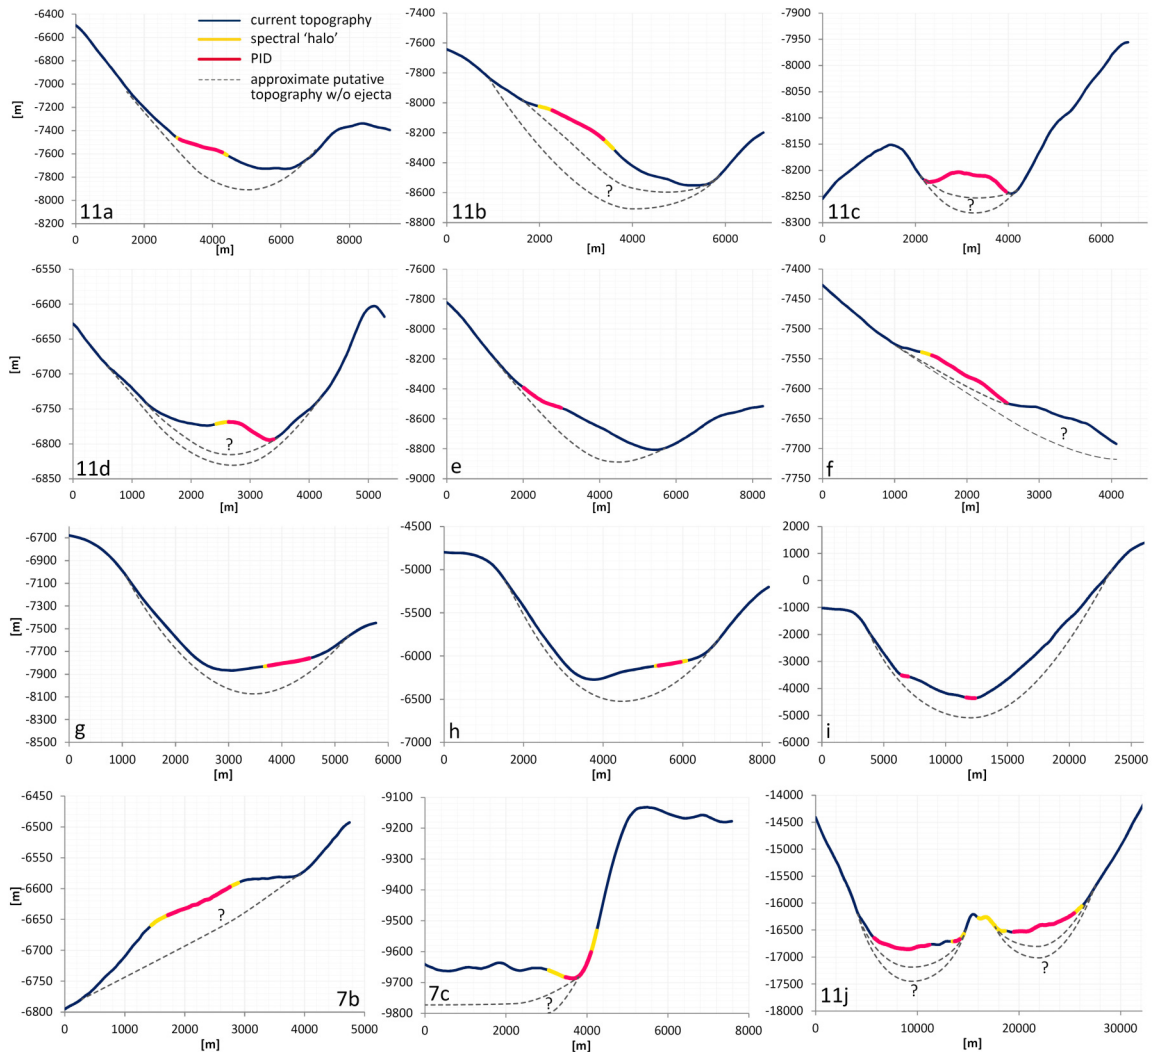 current topography
spectral 'halo'
PID
approximate putative
topography w/o ejecta
-6400
-6600
-6800
-7000
-7200
-7400
-7600
-7800
-8000
-8200
[m]
0 2000 4000 6000 8000
[m]
11a
-7400
-7600
-7800
-8000
-8200
-8400
-8600
-8800
0 2000 4000 6000
[m]
?
11b
-7900
-7950
-8000
-8050
-8100
-8150
-8200
-8250
-8300
0 2000 4000 6000
[m]
?
11c
-6550
-6600
-6650
-6700
-6750
-6800
-6850
[m]
0 1000 2000 3000 4000 5000
[m]
?
11d
-7600
-7800
-8000
-8200
-8400
-8600
-8800
-9000
0 2000 4000 6000 8000
[m]
e
-7400
-7450
-7500
-7550
-7600
-7650
-7700
-7750
0 1000 2000 3000 4000
[m]
?
f
-6700
-6900
-7100
-7300
-7500
-7700
-7900
-8100
-8300
-8500
[m]
0 1000 2000 3000 4000 5000 6000
[m]
g
-4500
-5000
-5500
-6000
-6500
-7000
0 2000 4000 6000 8000
[m]
h
2000
1000
0
-1000
-2000
-3000
-4000
-5000
-6000
0 5000 10000 15000 20000 25000
[m]
i
-6450
-6500
-6550
-6600
-6650
-6700
-6750
-6800
[m]
0 1000 2000 3000 4000 5000
[m]
?
7b
-9100
-9200
-9300
-9400
-9500
-9600
-9700
-9800
0 2000 4000 6000 8000
[m]
?
7c
-14000
-14500
-15000
-15500
-16000
-16500
-17000
-17500
-18000
0 10000 20000 30000
[m]
?
?
11j